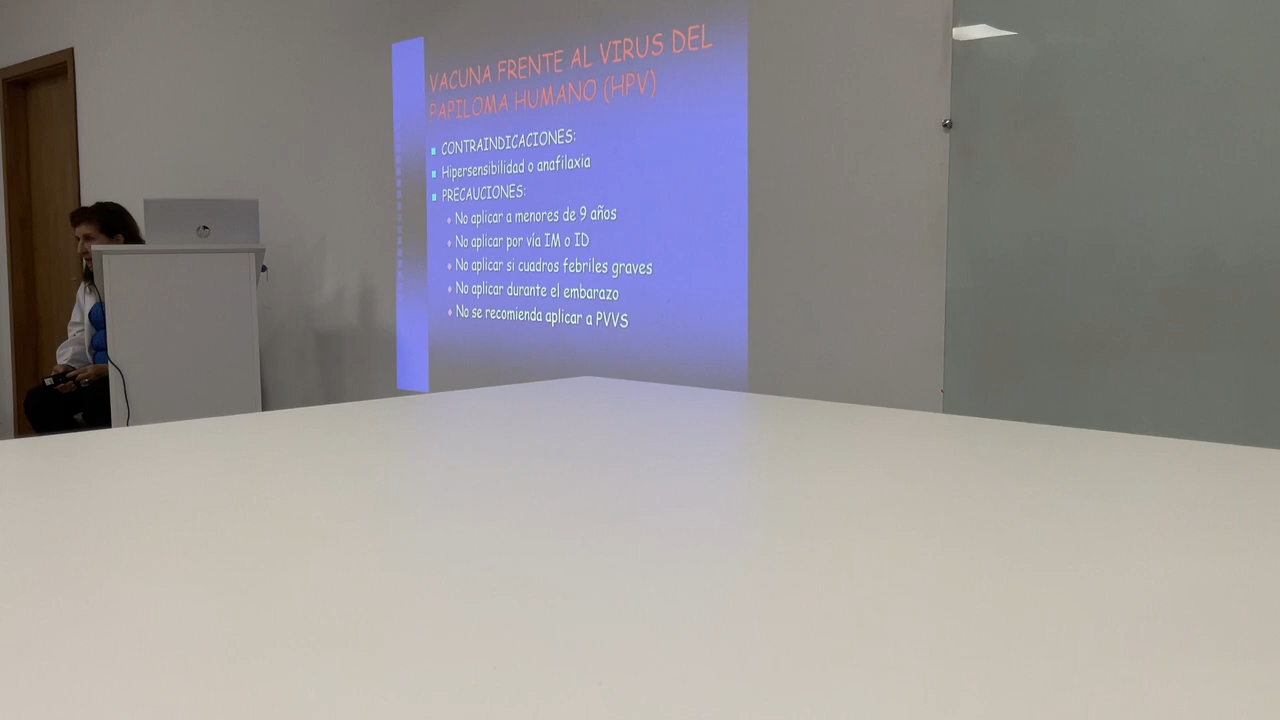 VACUNA FRENTE AL VIRUS DEL
PAPILOMA HUMANO (HPV)
CONTRAINDICACIONES:
Hipersensibilidad o anafilaxia
PRECAUCIONES:
No aplicar a menores de 9 años
No aplicar por vía IM o ID
No aplicar si cuadros febriles graves
No aplicar durante el embarazo
No se recomienda aplicar a PVVS